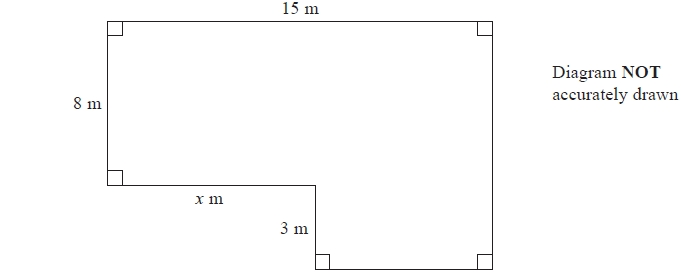 15 m
Diagram NOT
accurately drawn
8 m
x m
3 m